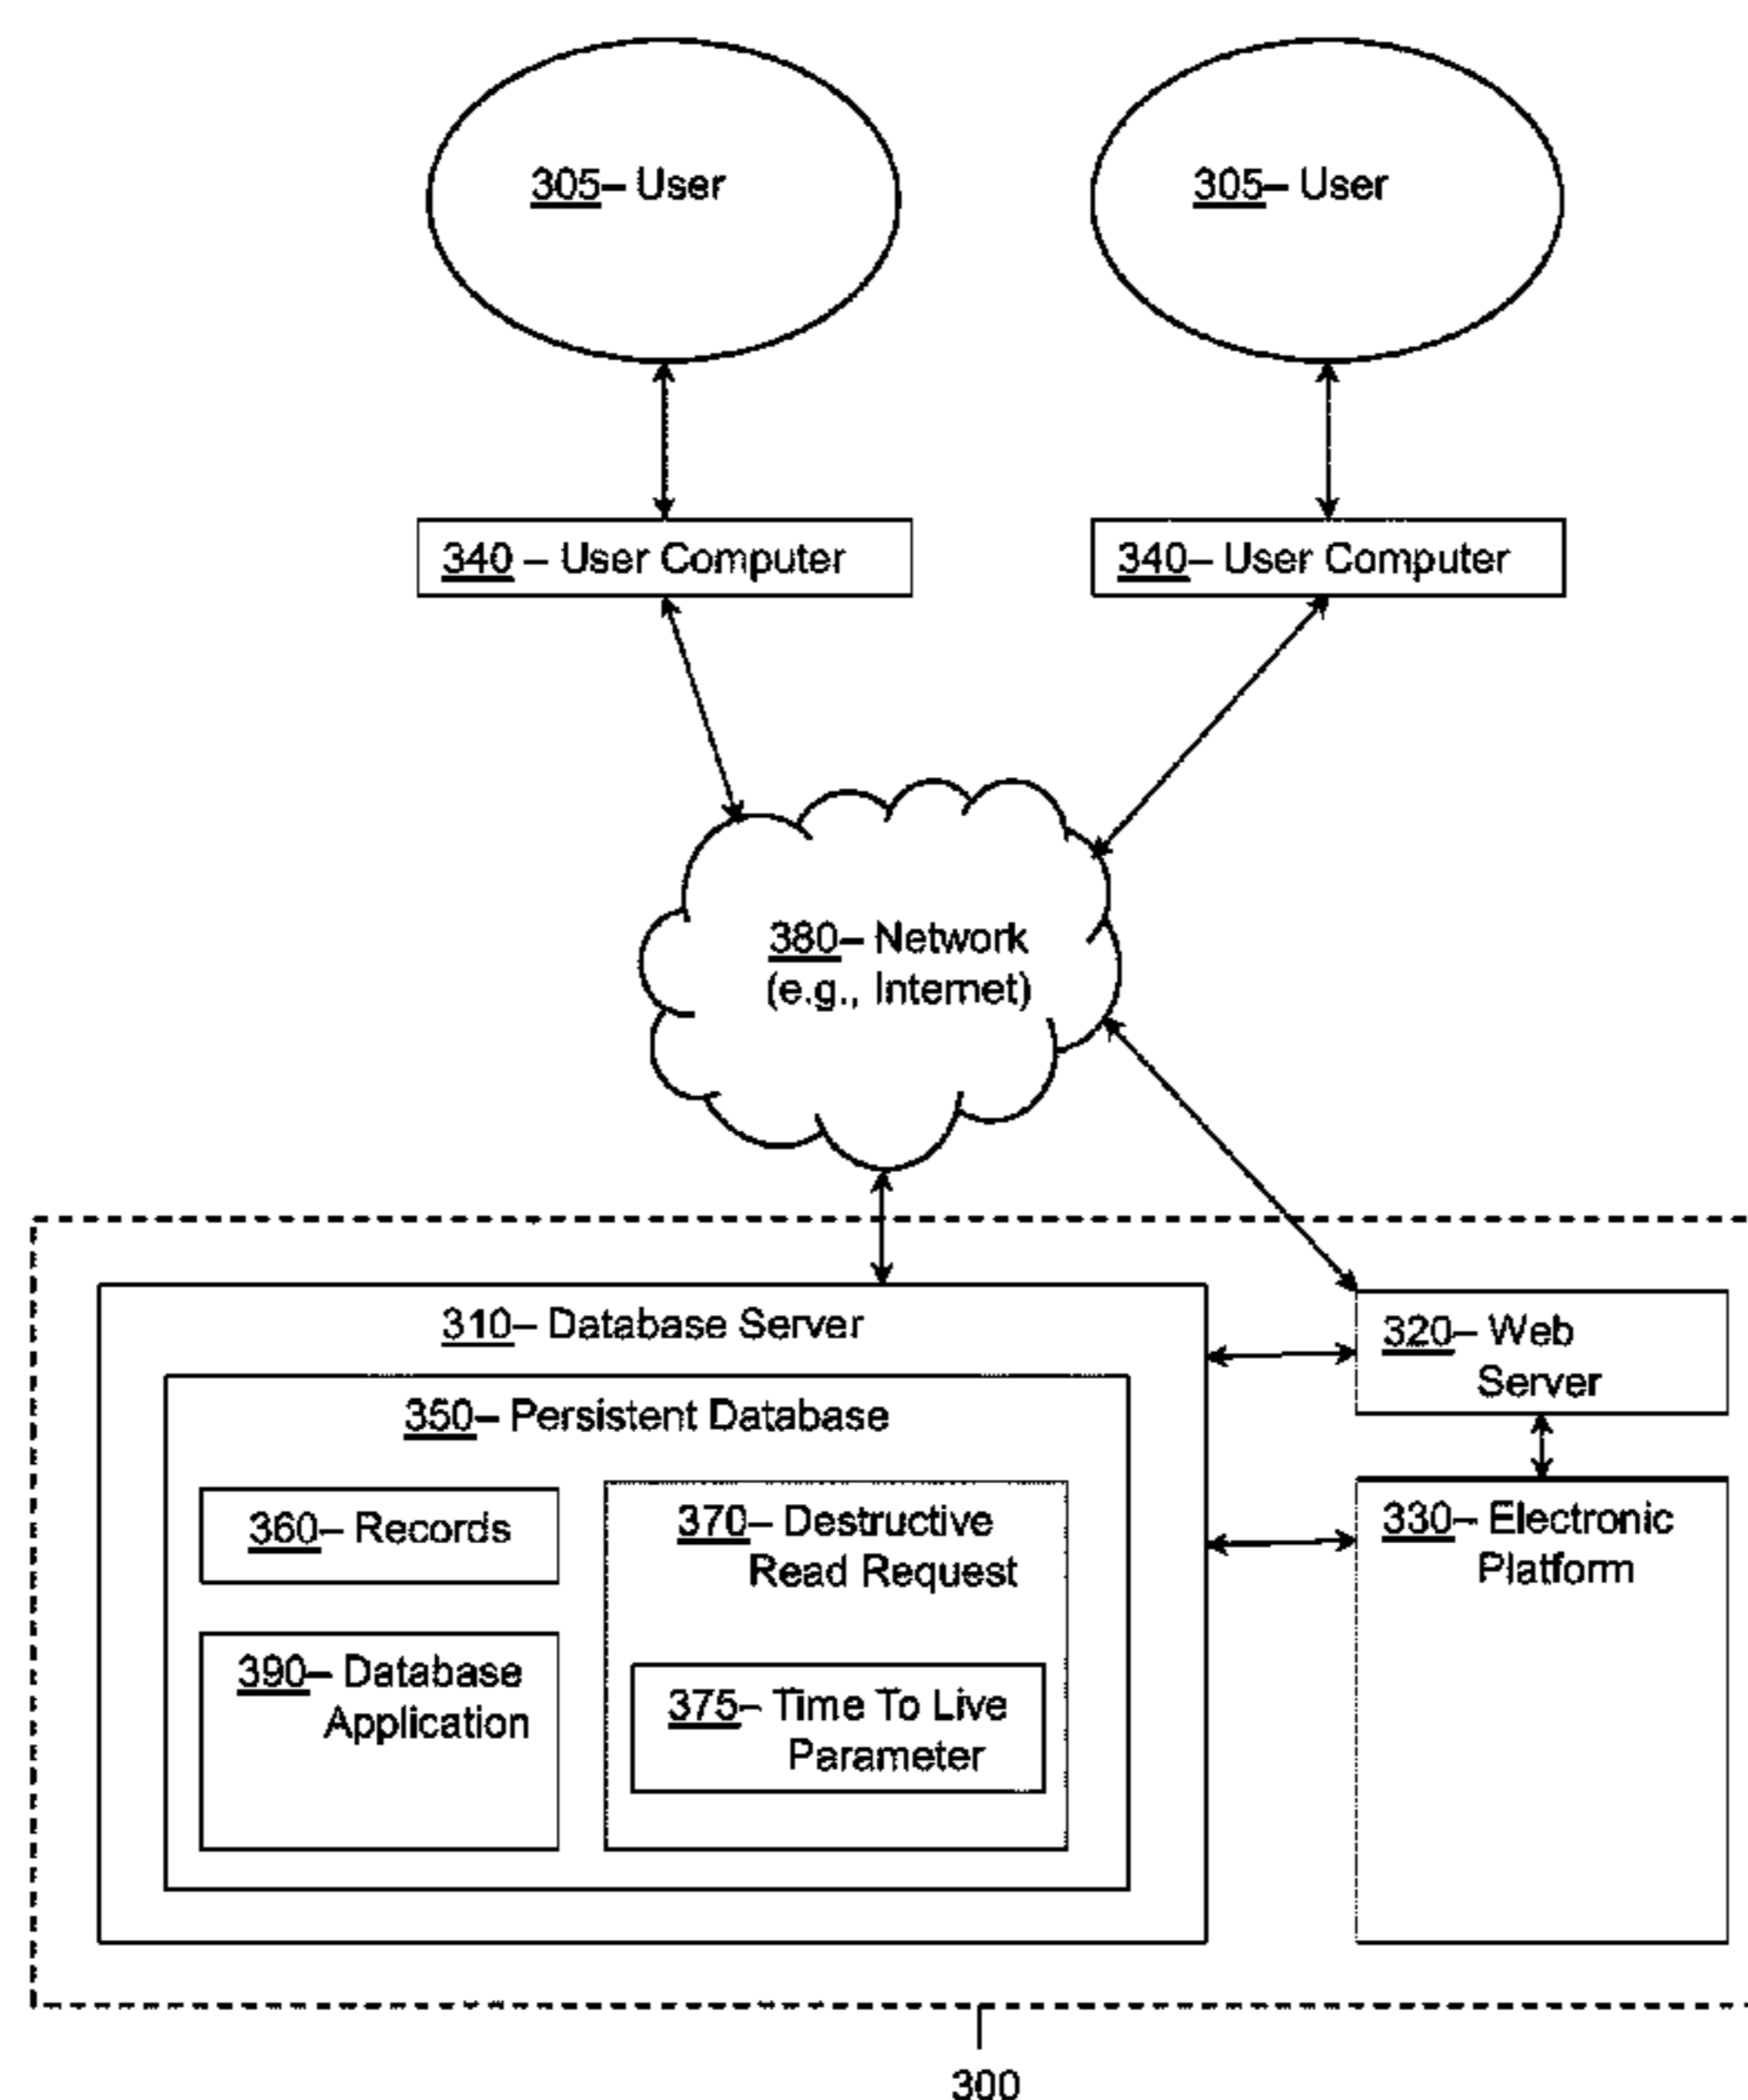 305– User
305– User
340 – User Computer
340– User Computer
380– Network
(e.g., Internet)
310– Database Server
320– Web
Server
350– Persistent Database
360– Records
370– Destructive
Read Request
330– Electronic
Platform
390– Database
Application
375– Time To Live
Parameter
300